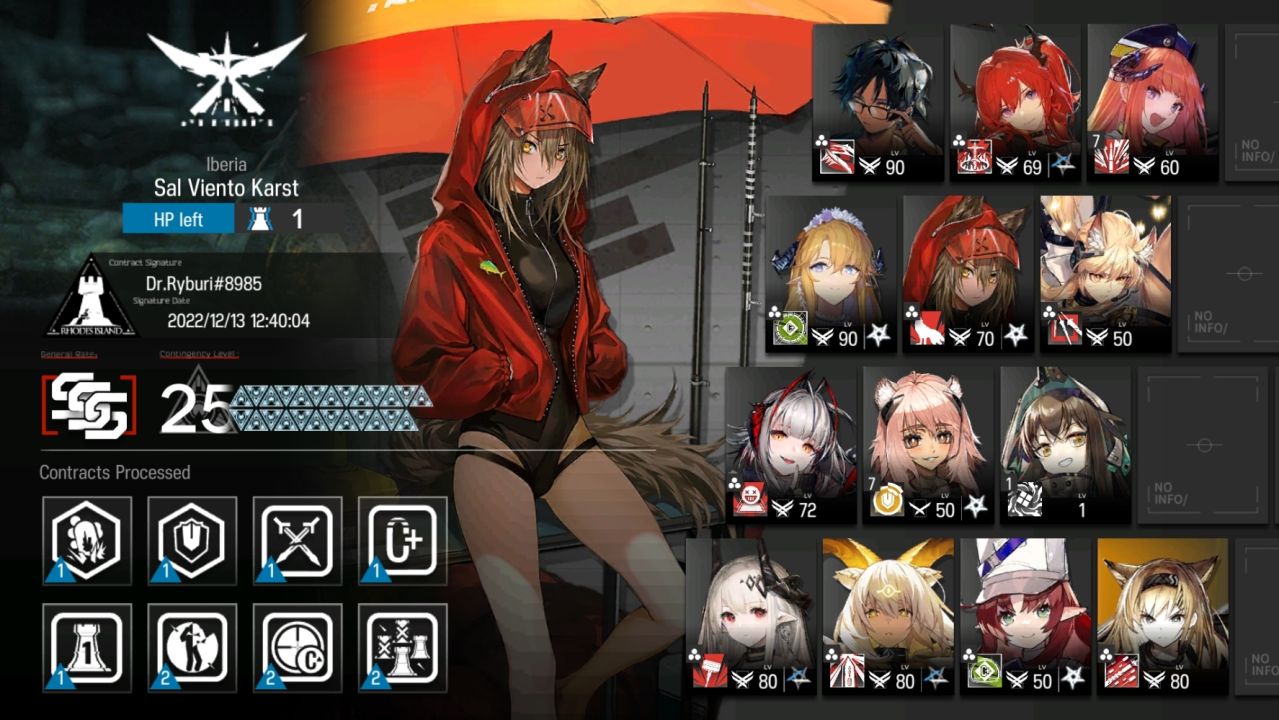 Iberia
Sal Viento Karst
HP left 1
Contract Signature
Dr.Ryburi#8985
Signature Date
2022/12/13 12:40:04
RHODES ISLAND
General Rate:
Contingency Level:
25
Contracts Processed
1
1
1
C+
1
1
1
2
C
2
2
LV
90
LV
69
7
LV
60
NO
INFO/
LV
90
LV
70
LV
50
NO
INFO/
LV
72
7
LV
50
1
LV
1
NO
INFO/
LV
80
LV
80
LV
50
LV
80
NO
INFO/